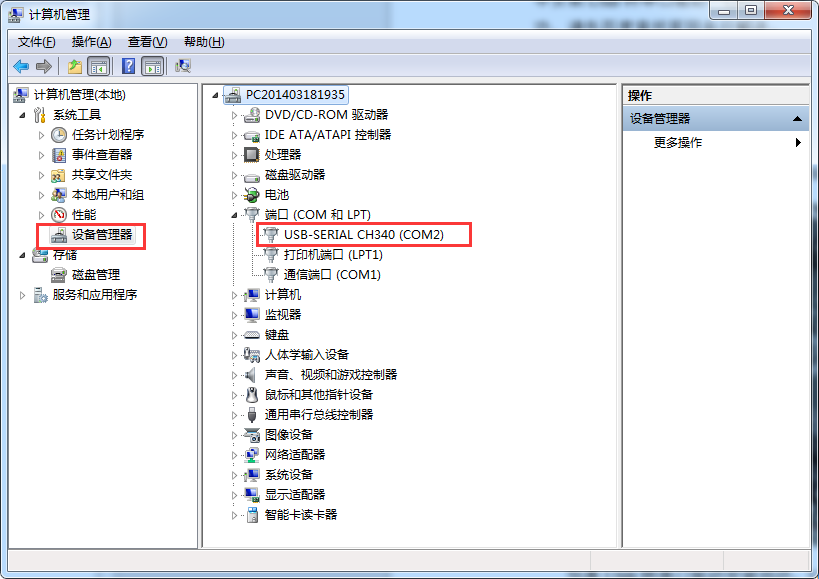 计算机管理
文件(F) 操作(A) 查看(V) 帮助(H)
计算机管理(本地)
系统工具
任务计划程序
事件查看器
共享文件夹
本地用户和组
性能
设备管理器
存储
磁盘管理
服务和应用程序
PC201403181935
DVD/CD-ROM 驱动器
IDE ATA/ATAPI 控制器
处理器
磁盘驱动器
电池
端口 (COM 和 LPT)
USB-SERIAL CH340 (COM2)
打印机端口 (LPT1)
通信端口 (COM1)
计算机
监视器
键盘
人体学输入设备
声音、视频和游戏控制器
鼠标和其他指针设备
通用串行总线控制器
图像设备
网络适配器
系统设备
显示适配器
智能卡读卡器
操作
设备管理器
更多操作